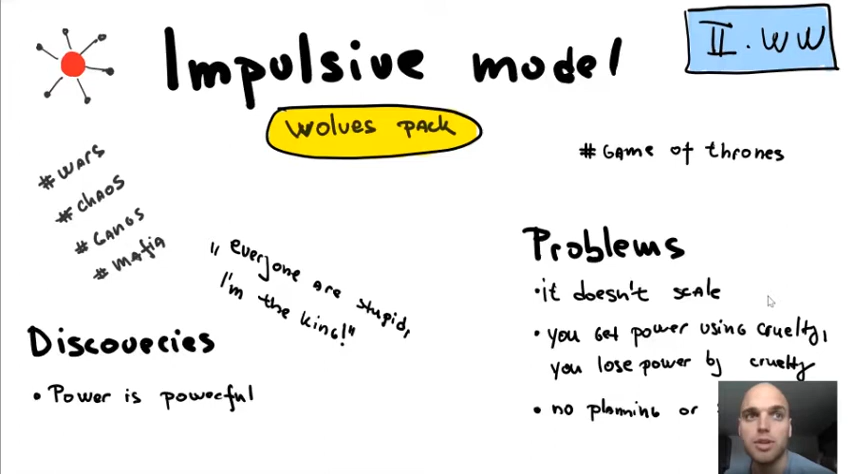 Impulsive model
II. WW
wolves pack
# Game of thrones
# wars
# chaos
# Gangs
# mafia
"everyone are stupid,
I'm the king!"
Problems
• it doesn't scale
• you get power using cruelty,
you lose power by cruelty
• no planning or
Discoveries
• Power is powerful